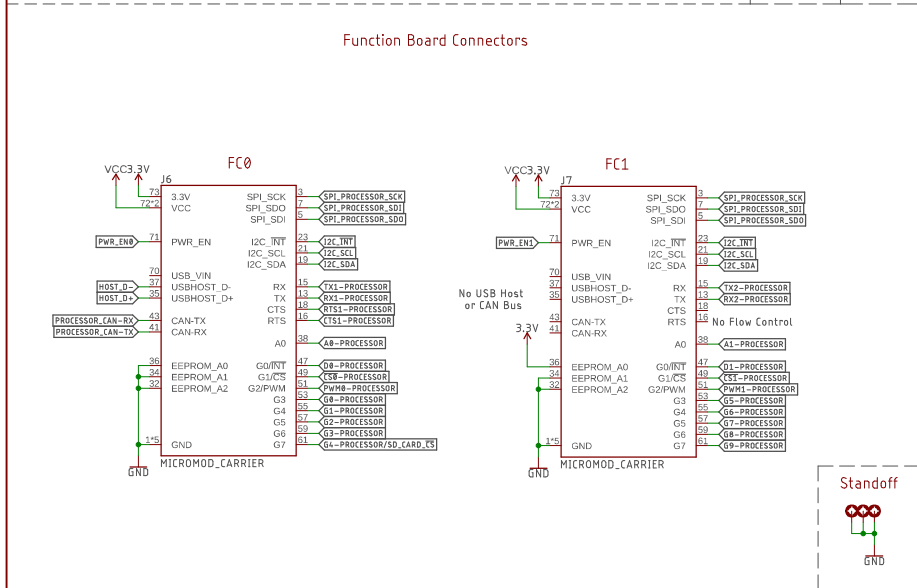 Function Board Connectors
FC0
VCC 3.3V
J6
73 3.3V SPI_SCK 3 SPI_PROCESSOR_SCK
72*2 VCC SPI_SDO 7 SPI_PROCESSOR_SDI
SPI_SDI 5 SPI_PROCESSOR_SDO
PWR_EN0 71 PWR_EN I2C_INT 23 I2C_INT
I2C_SCL 21 I2C_SCL
I2C_SDA 19 I2C_SDA
70 USB_VIN
HOST_D- 37 USBHOST_D- RX 15 TX1-PROCESSOR
HOST_D+ 35 USBHOST_D+ TX 13 RX1-PROCESSOR
CTS 18 RTS1-PROCESSOR
PROCESSOR_CAN-RX 43 CAN-TX RTS 16 CTS1-PROCESSOR
PROCESSOR_CAN-TX 41 CAN-RX
A0 38 A0-PROCESSOR
36 EEPROM_A0 G0/INT 47 D0-PROCESSOR
34 EEPROM_A1 G1/CS 49 CS0-PROCESSOR
32 EEPROM_A2 G2/PWM 51 PWM0-PROCESSOR
G3 53 G0-PROCESSOR
G4 55 G1-PROCESSOR
G5 57 G2-PROCESSOR
G6 59 G3-PROCESSOR
1*5 GND G7 61 G4-PROCESSOR/SD_CARD_CS
MICROMOD_CARRIER
GND
FC1
VCC 3.3V
J7
73 3.3V SPI_SCK 3 SPI_PROCESSOR_SCK
72*2 VCC SPI_SDO 7 SPI_PROCESSOR_SDI
SPI_SDI 5 SPI_PROCESSOR_SDO
PWR_EN1 71 PWR_EN I2C_INT 23 I2C_INT
I2C_SCL 21 I2C_SCL
I2C_SDA 19 I2C_SDA
70 USB_VIN
37 USBHOST_D- RX 15 TX2-PROCESSOR
35 USBHOST_D+ TX 13 RX2-PROCESSOR
No USB Host
or CAN Bus
CTS 18
43 CAN-TX RTS 16 No Flow Control
41 CAN-RX
3.3V
A0 38 A1-PROCESSOR
36 EEPROM_A0 G0/INT 47 D1-PROCESSOR
34 EEPROM_A1 G1/CS 49 CS1-PROCESSOR
32 EEPROM_A2 G2/PWM 51 PWM1-PROCESSOR
G3 53 G5-PROCESSOR
G4 55 G6-PROCESSOR
G5 57 G7-PROCESSOR
G6 59 G8-PROCESSOR
1*5 GND G7 61 G9-PROCESSOR
MICROMOD_CARRIER
GND
Standoff
GND